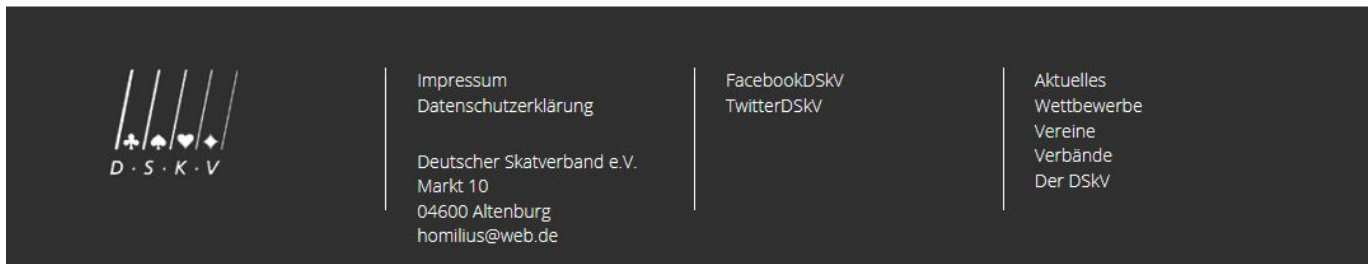 D · S · K · V
Impressum
Datenschutzerklärung
Deutscher Skatverband e.V.
Markt 10
04600 Altenburg
homilius@web.de
FacebookDSkV
TwitterDSkV
Aktuelles
Wettbewerbe
Vereine
Verbände
Der DSkV